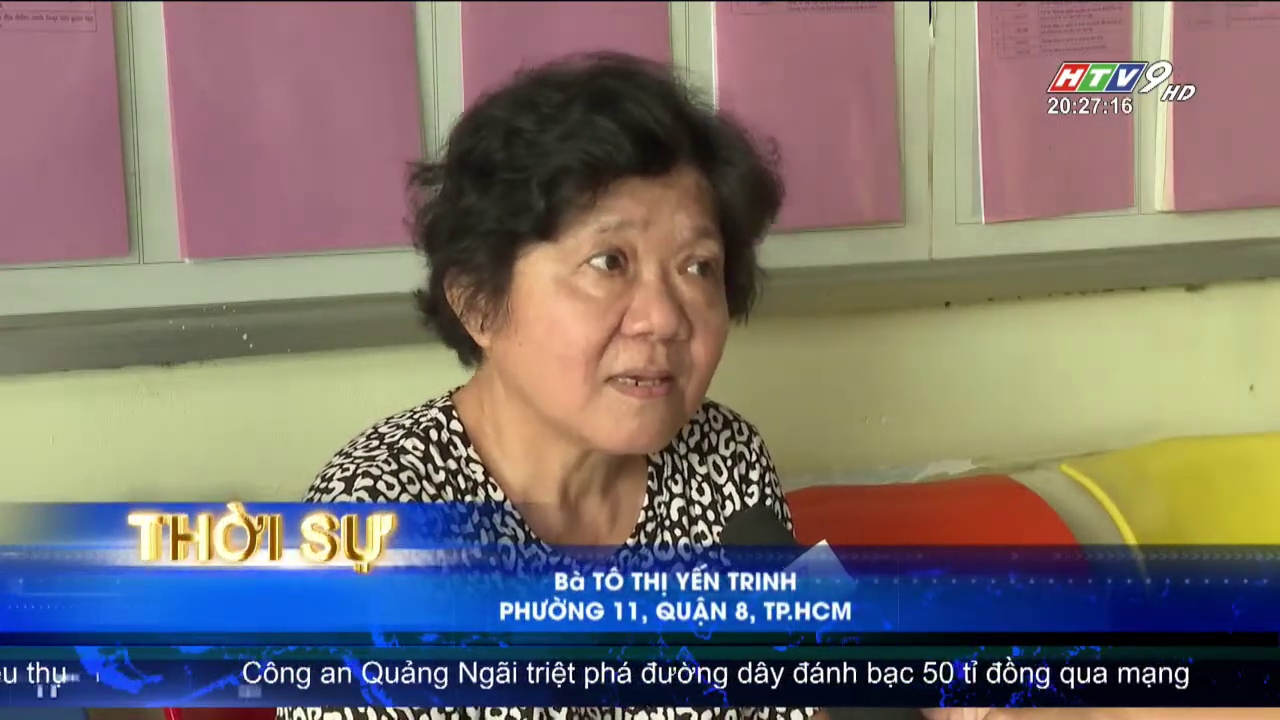 HTV9 HD
20:27:16
THỜI SỰ
Bà TÔ THỊ YẾN TRINH
PHƯỜNG 11, QUẬN 8, TP.HCM
thụ Công an Quảng Ngãi triệt phá đường dây đánh bạc 50 tỉ đồng qua mạng